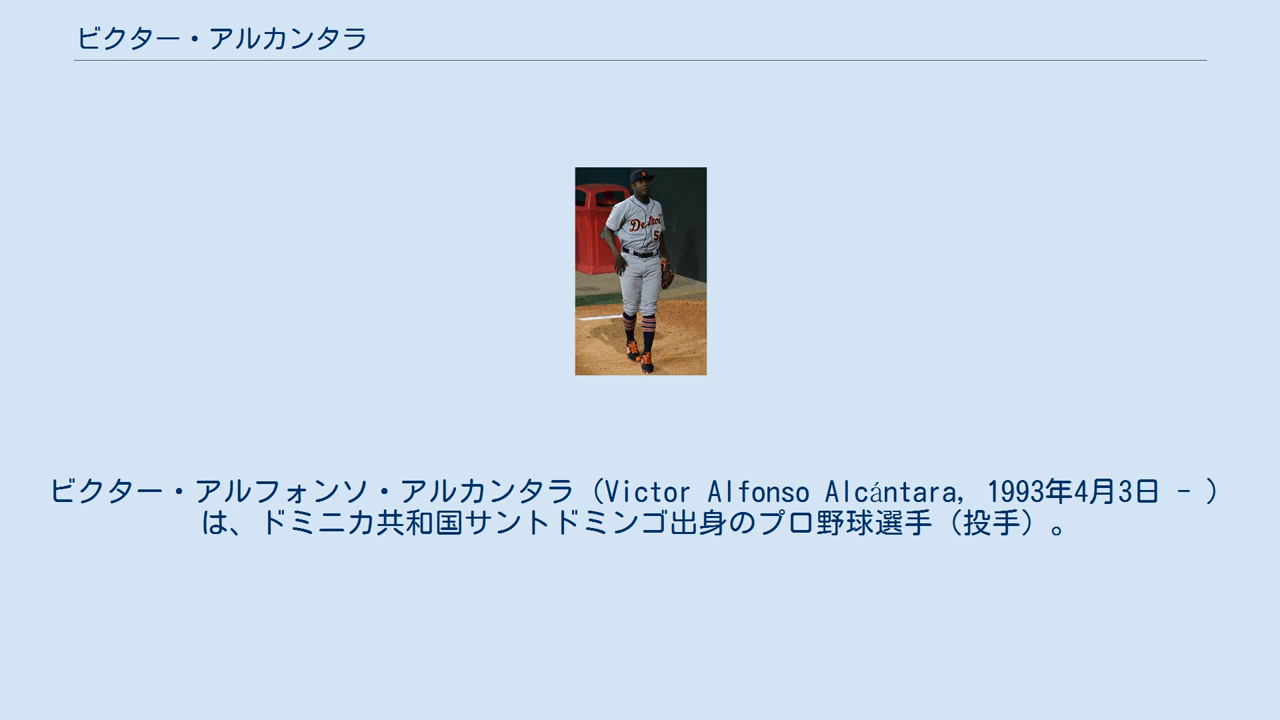 ビクター・アルカンタラ
Detroit
5
ビクター・アルフォンソ・アルカンタラ（Victor Alfonso Alcántara, 1993年4月3日 - ）
は、ドミニカ共和国サントドミンゴ出身のプロ野球選手（投手）。